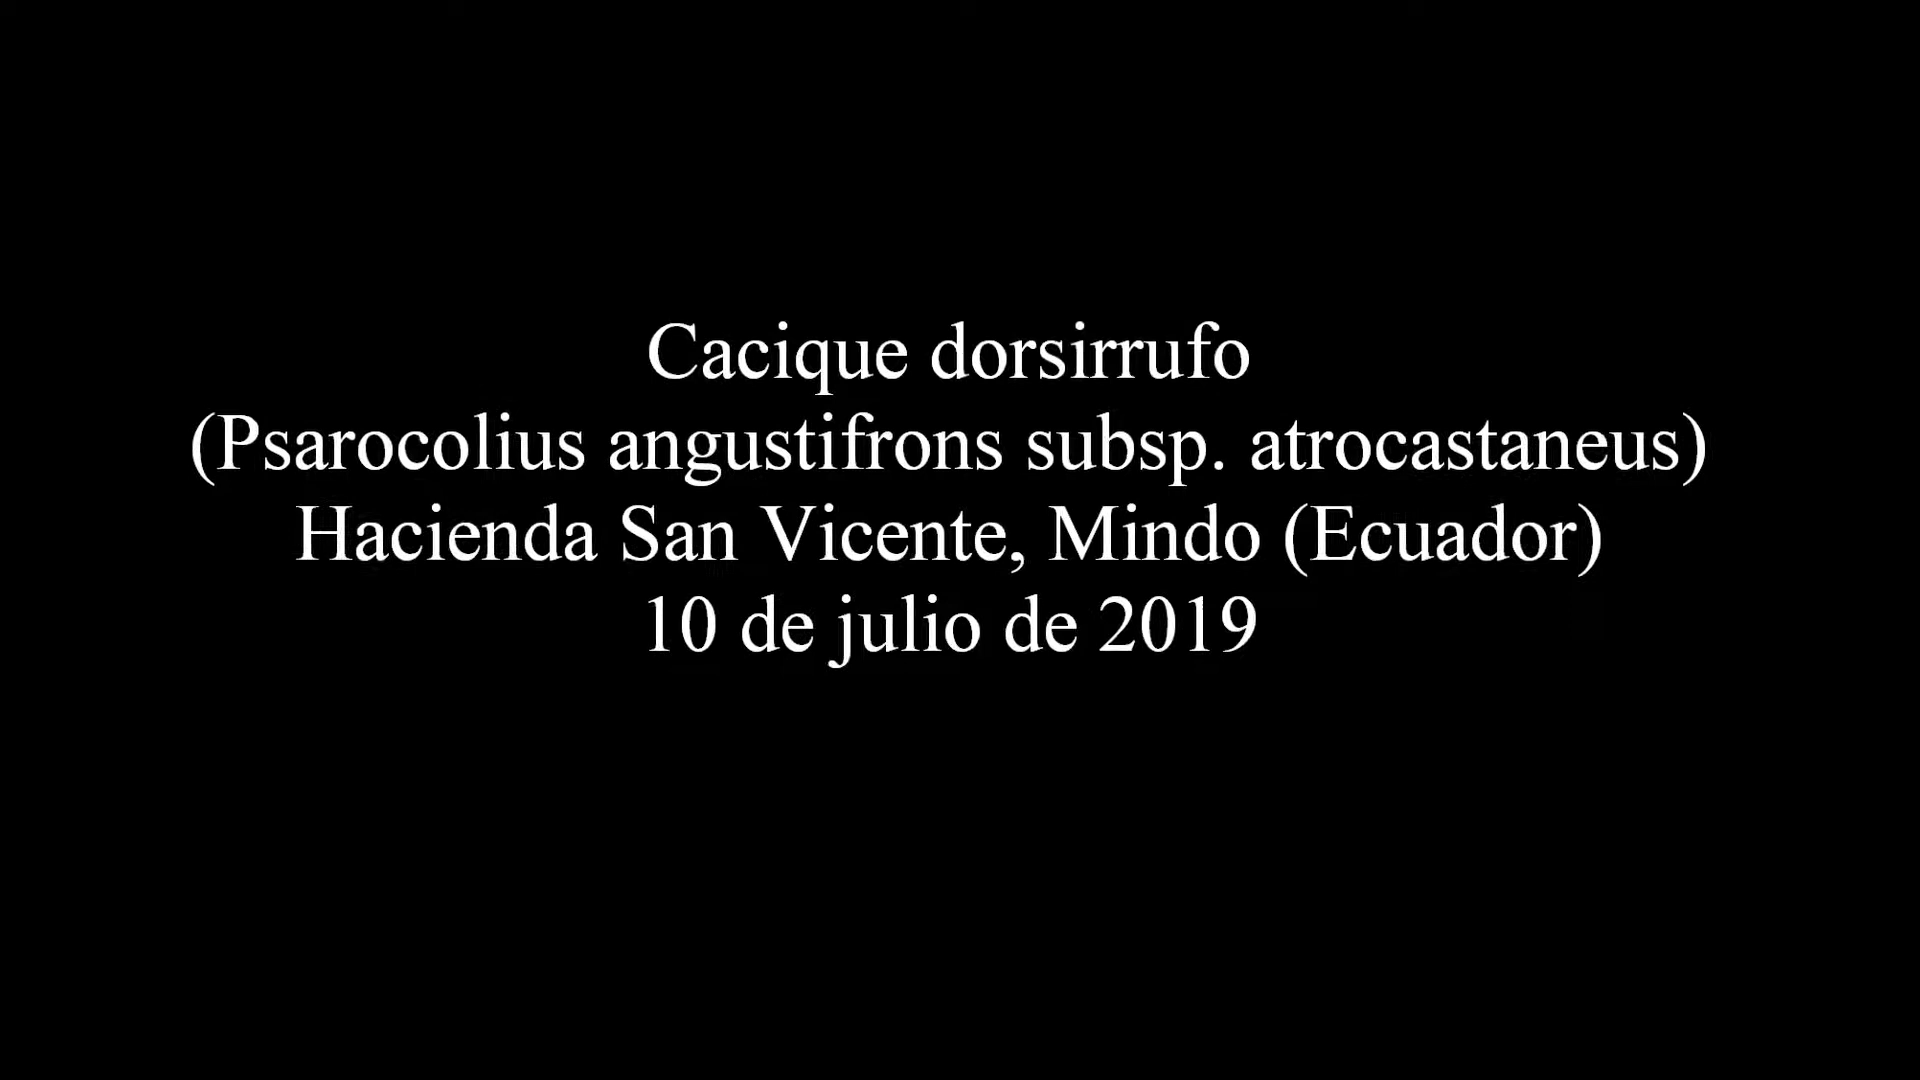 Cacique dorsirrufo
(Psarocolius angustifrons subsp. atrocastaneus)
Hacienda San Vicente, Mindo (Ecuador)
10 de julio de 2019